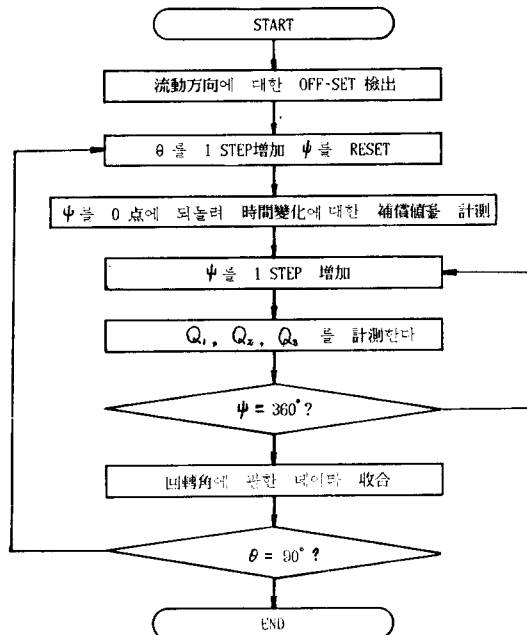 START
流動方向에 대한 OFF-SET 檢出
θ 를 1 STEP增加 ψ 를 RESET
ψ 를 0 点에 되돌려 時間變化에 대한 補償値를 計測
ψ 를 1 STEP 增加
Q₁, Q₂, Q₃ 를 計測한다
ψ = 360°?
回轉角에 관한 데이타 收合
θ = 90°?
END